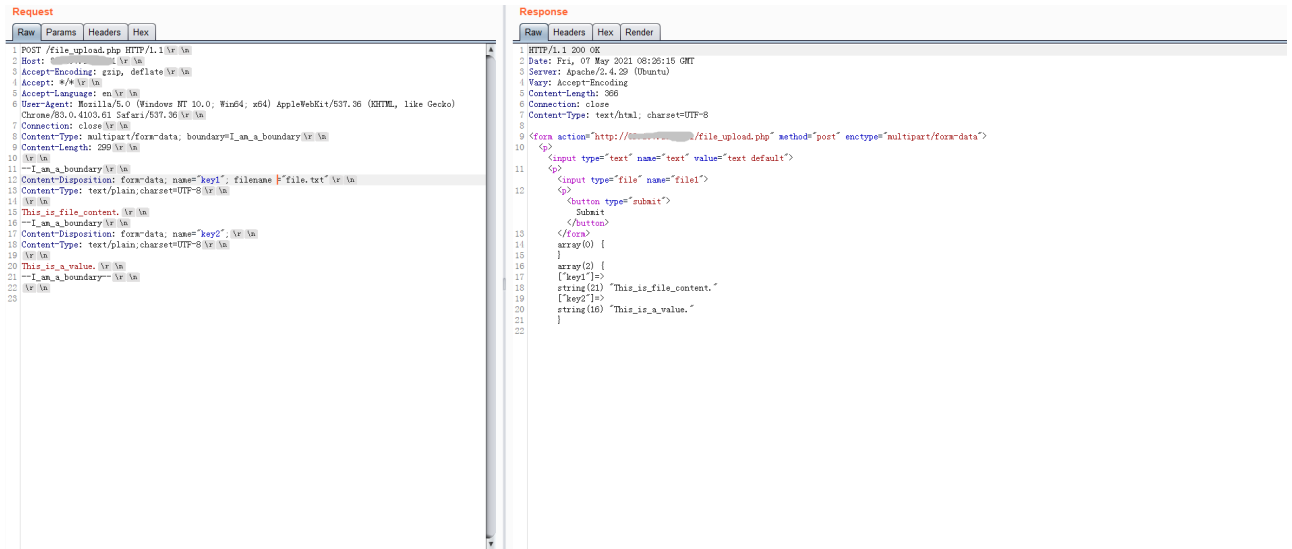 Request
Raw Params Headers Hex
1 POST /file_upload.php HTTP/1.1 \r \n
2 Host: \r \n
3 Accept-Encoding: gzip, deflate \r \n
4 Accept: */* \r \n
5 Accept-Language: en \r \n
6 User-Agent: Mozilla/5.0 (Windows NT 10.0; Win64; x64) AppleWebKit/537.36 (KHTML, like Gecko)
Chrome/83.0.4103.61 Safari/537.36 \r \n
7 Connection: close \r \n
8 Content-Type: multipart/form-data; boundary=I_am_a_boundary \r \n
9 Content-Length: 299 \r \n
10 \r \n
11 --I_am_a_boundary \r \n
12 Content-Disposition: form-data; name="key1"; filename ="file.txt" \r \n
13 Content-Type: text/plain;charset=UTF-8 \r \n
14 \r \n
15 This_is_file_content. \r \n
16 --I_am_a_boundary \r \n
17 Content-Disposition: form-data; name="key2"; \r \n
18 Content-Type: text/plain;charset=UTF-8 \r \n
19 \r \n
20 This_is_a_value. \r \n
21 --I_am_a_boundary-- \r \n
22 \r \n
23
Response
Raw Headers Hex Render
1 HTTP/1.1 200 OK
2 Date: Fri, 07 May 2021 08:26:15 GMT
3 Server: Apache/2.4.29 (Ubuntu)
4 Vary: Accept-Encoding
5 Content-Length: 366
6 Connection: close
7 Content-Type: text/html; charset=UTF-8
8
9 <form action="http:///file_upload.php" method="post" enctype="multipart/form-data">
10 <p>
<input type="text" name="text" value="text default">
11 <p>
<input type="file" name="file1">
12 <p>
<button type="submit">
Submit
</button>
13 </form>
14 array(0) {
15 }
16 array(2) {
17 ["key1"]=>
18 string(21) "This_is_file_content."
19 ["key2"]=>
20 string(16) "This_is_a_value."
21 }
22